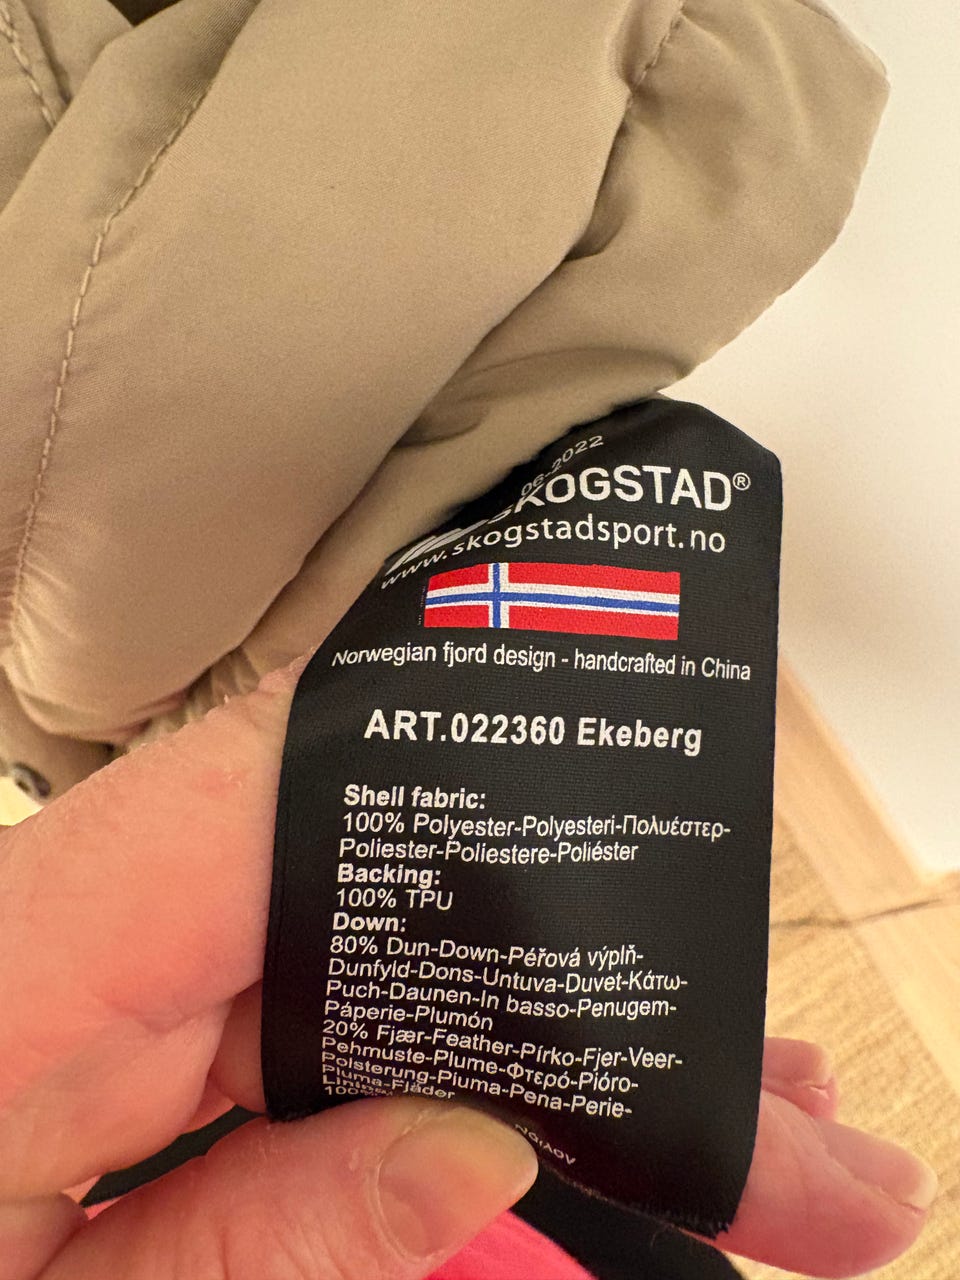 06-2022
SKOGSTAD®
www.skogstadsport.no
Norwegian fjord design - handcrafted in China
ART.022360 Ekeberg
Shell fabric:
100% Polyester-Polyesteri-Πολυέστερ-
Poliester-Poliestere-Poliéster
Backing:
100% TPU
Down:
80% Dun-Down-Péřová výplň-
Dunfyld-Dons-Untuva-Duvet-Κάτω-
Puch-Daunen-In basso-Penugem-
Páperie-Plumón
20% Fjær-Feather-Pírko-Fjer-Veer-
Pehmuste-Plume-Φτερό-Pióro-
Polsterung-Piuma-Pena-Perie-
Pluma-Fjäder
100%